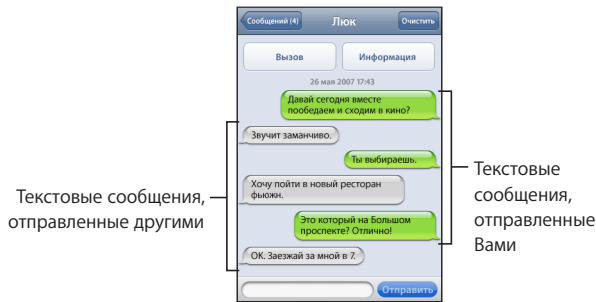 Сообщений (4)
Люк
Очистить
Вызов
Информация
26 мая 2007 17:43
Давай сегодня вместе
пообедаем и сходим в кино?
Звучит заманчиво.
Ты выбираешь.
Хочу пойти в новый ресторан
фьюжн.
Это который на Большом
проспекте? Отлично!
ОК. Заезжай за мной в 7.
Отправить
Текстовые сообщения,
отправленные другими
Текстовые
сообщения,
отправленные
Вами